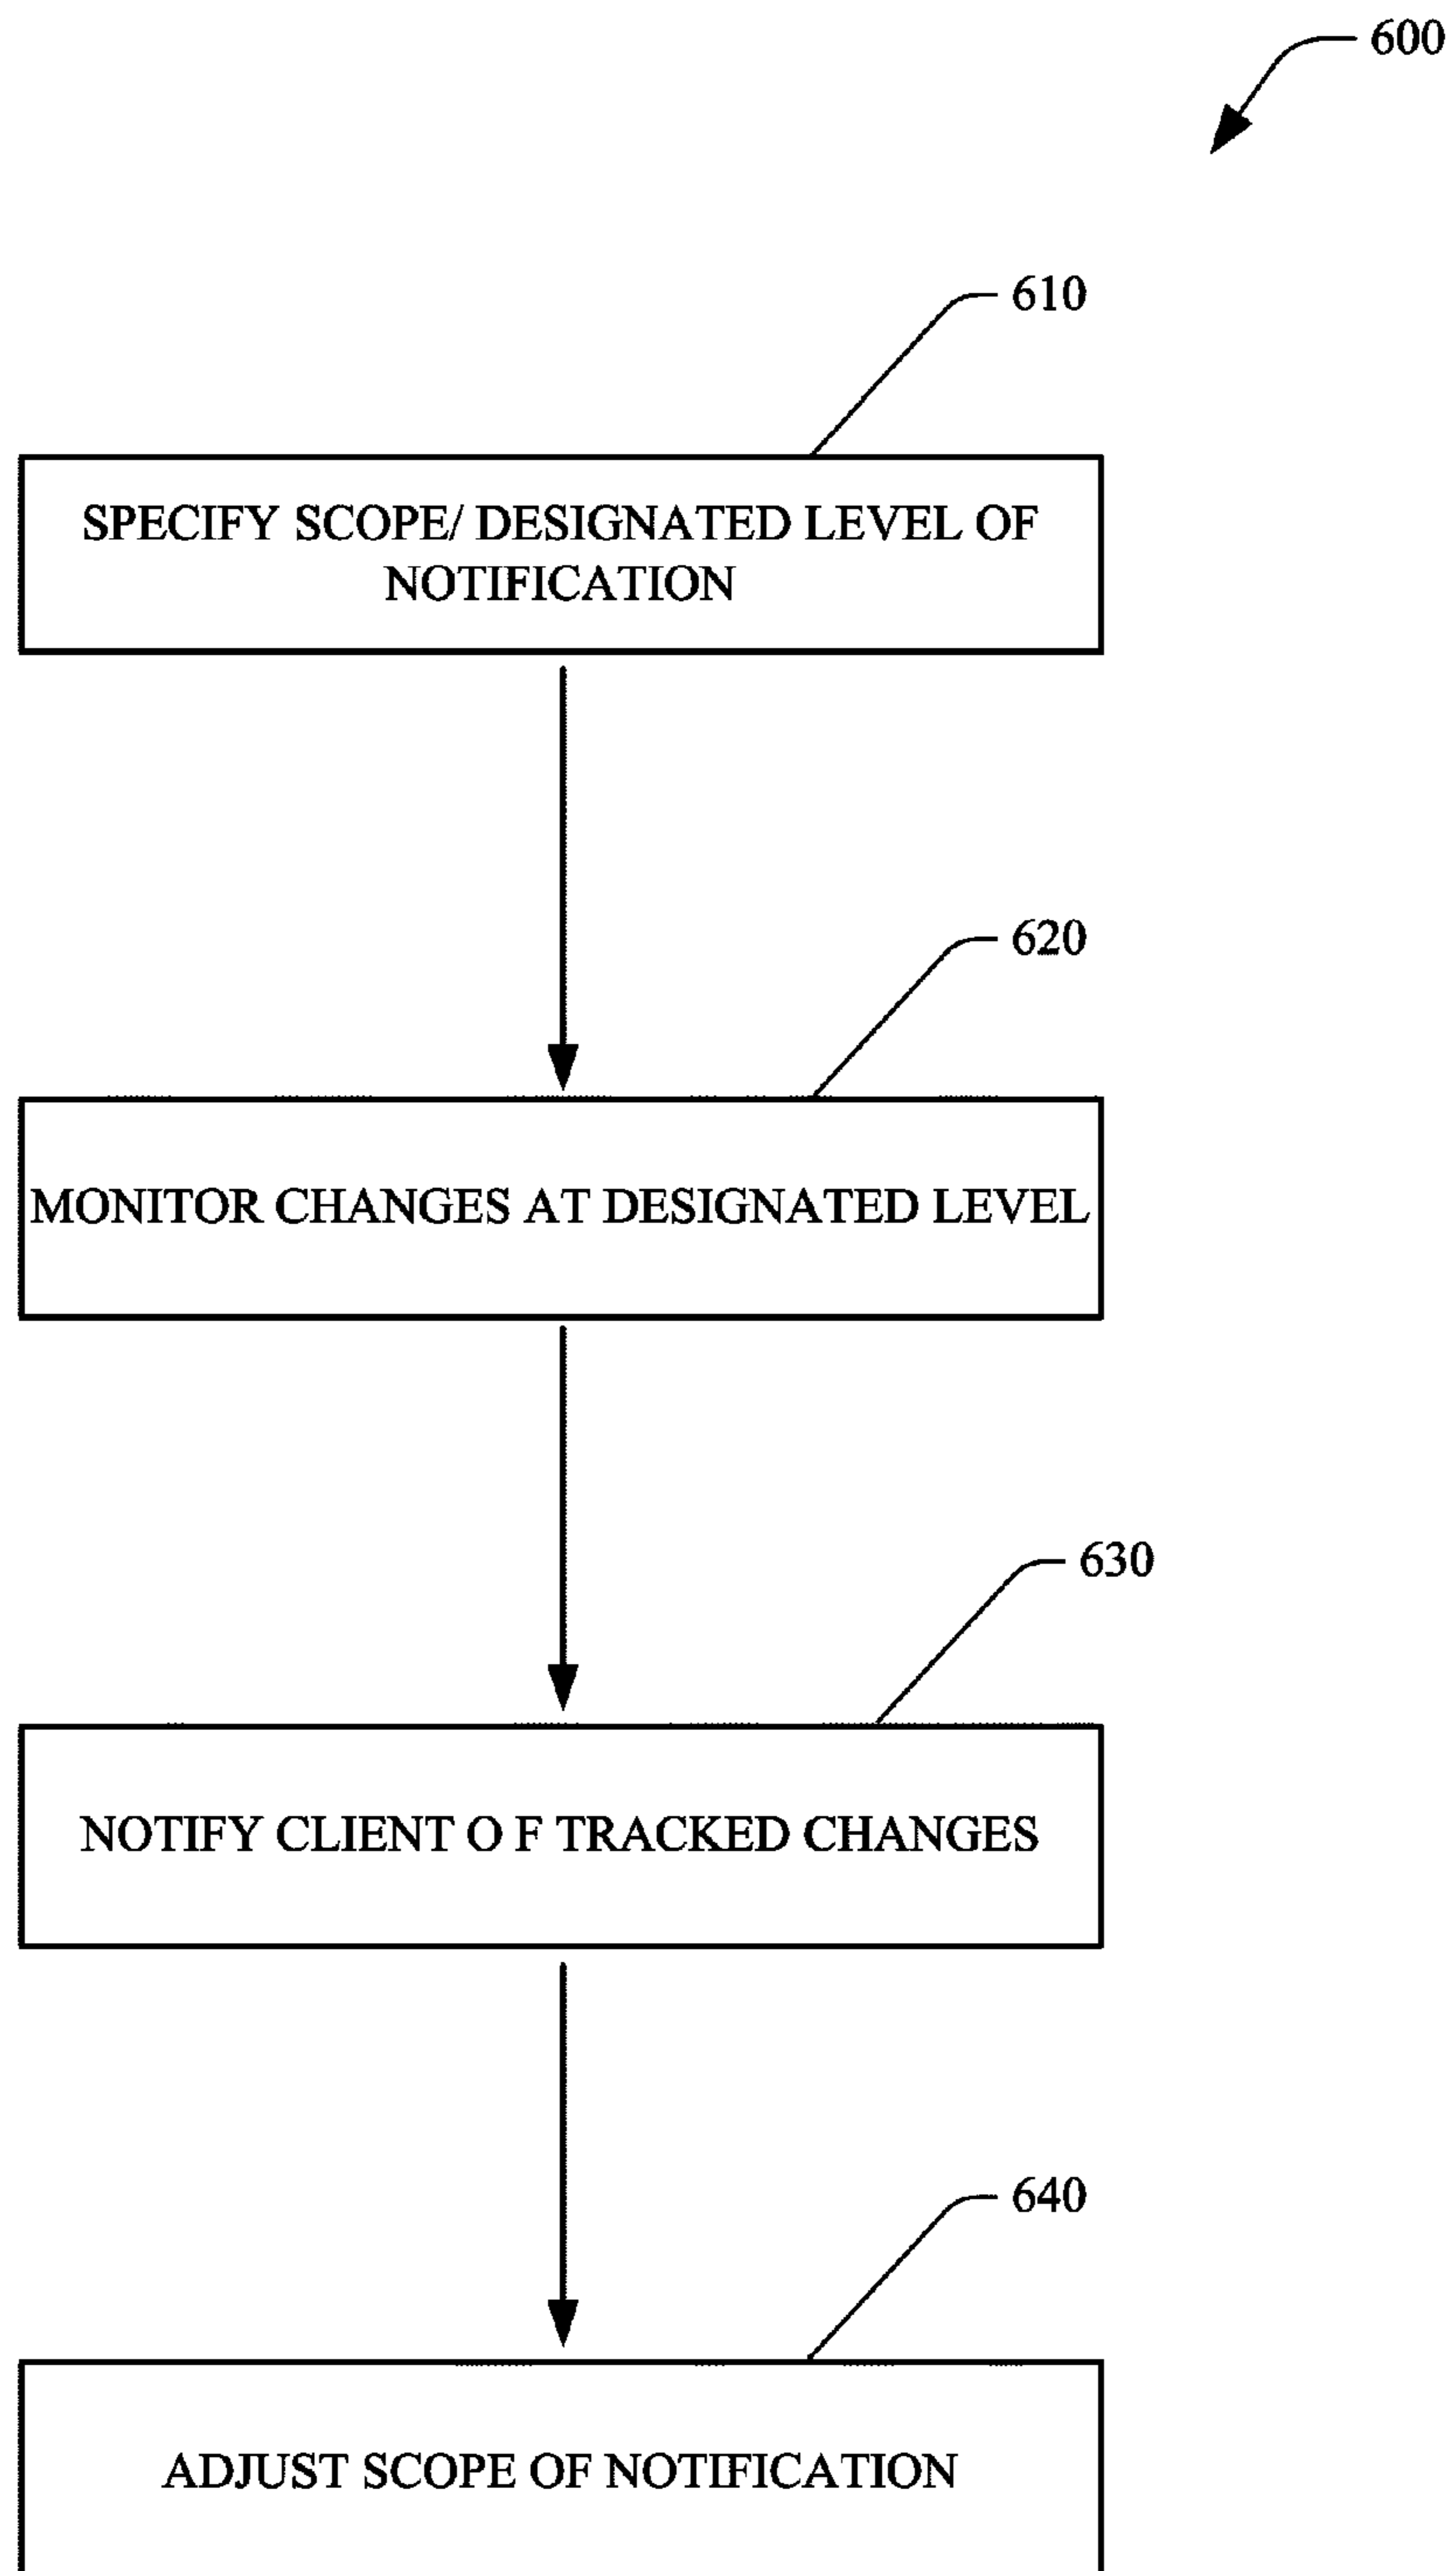 600
610
SPECIFY SCOPE/ DESIGNATED LEVEL OF
NOTIFICATION
620
MONITOR CHANGES AT DESIGNATED LEVEL
630
NOTIFY CLIENT O F TRACKED CHANGES
640
ADJUST SCOPE OF NOTIFICATION